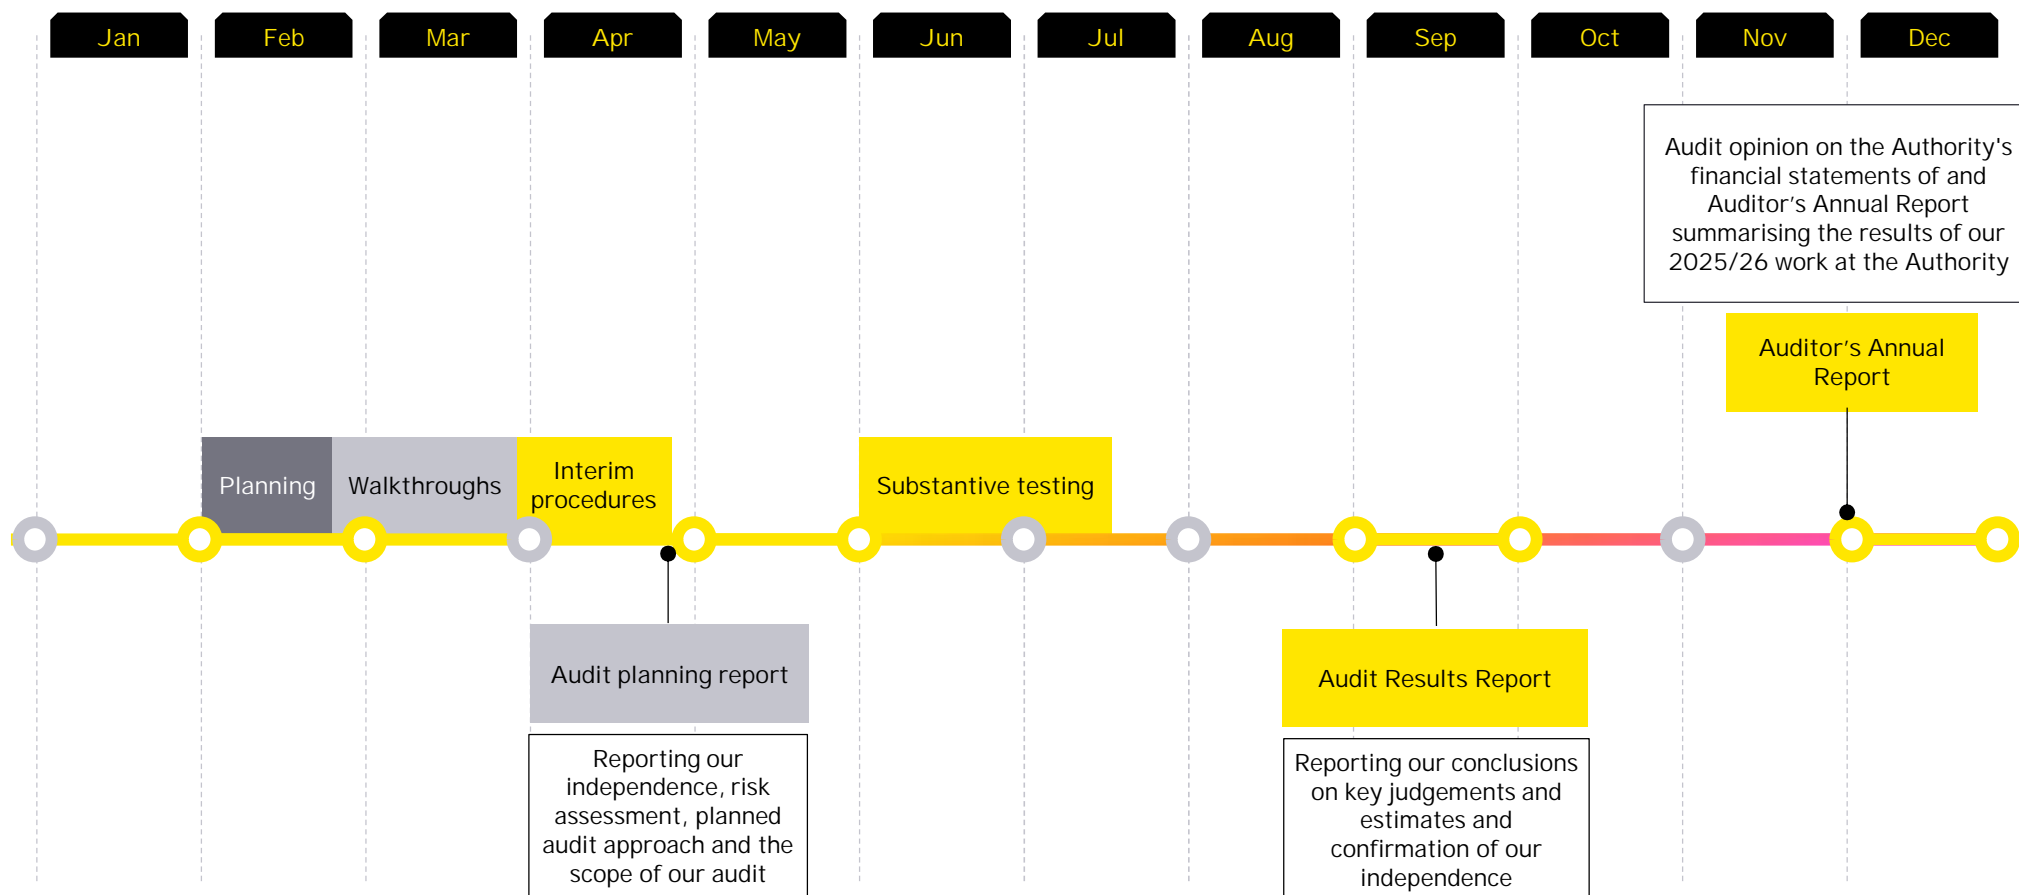 Jan
Feb
Mar
Apr
May
Jun
Jul
Aug
Sep
Oct
Nov
Dec
Audit opinion on the Authority's
financial statements of and
Auditor’s Annual Report
summarising the results of our
2025/26 work at the Authority
Auditor’s Annual
Report
Planning
Walkthroughs
Interim
procedures
Substantive testing
Audit planning report
Reporting our
independence, risk
assessment, planned
audit approach and the
scope of our audit
Audit Results Report
Reporting our conclusions
on key judgements and
estimates and
confirmation of our
independence